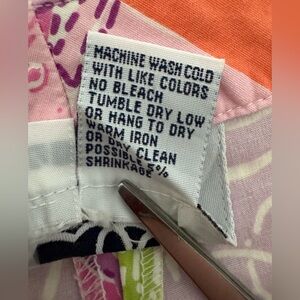 MACHINE WASH COLD
WITH LIKE COLORS
NO BLEACH
TUMBLE DRY LOW
OR HANG TO DRY
WARM IRON
OR DRY CLEAN
POSSIBLE 5%
SHRINKAGE